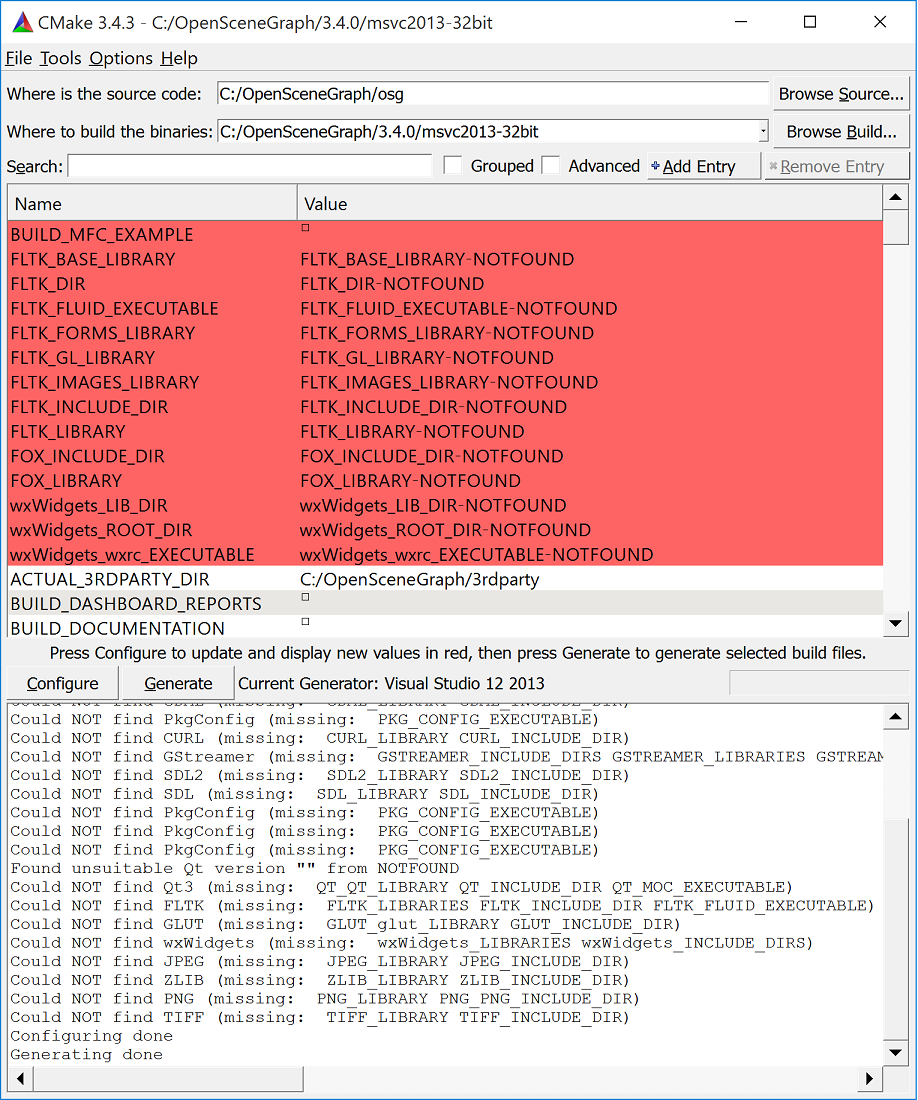 CMake 3.4.3 - C:/OpenSceneGraph/3.4.0/msvc2013-32bit
File Tools Options Help
Where is the source code: C:/OpenSceneGraph/osg Browse Source...
Where to build the binaries: C:/OpenSceneGraph/3.4.0/msvc2013-32bit Browse Build...
Search: Grouped Advanced Add Entry Remove Entry
Name Value
BUILD_MFC_EXAMPLE
FLTK_BASE_LIBRARY FLTK_BASE_LIBRARY-NOTFOUND
FLTK_DIR FLTK_DIR-NOTFOUND
FLTK_FLUID_EXECUTABLE FLTK_FLUID_EXECUTABLE-NOTFOUND
FLTK_FORMS_LIBRARY FLTK_FORMS_LIBRARY-NOTFOUND
FLTK_GL_LIBRARY FLTK_GL_LIBRARY-NOTFOUND
FLTK_IMAGES_LIBRARY FLTK_IMAGES_LIBRARY-NOTFOUND
FLTK_INCLUDE_DIR FLTK_INCLUDE_DIR-NOTFOUND
FLTK_LIBRARY FLTK_LIBRARY-NOTFOUND
FOX_INCLUDE_DIR FOX_INCLUDE_DIR-NOTFOUND
FOX_LIBRARY FOX_LIBRARY-NOTFOUND
wxWidgets_LIB_DIR wxWidgets_LIB_DIR-NOTFOUND
wxWidgets_ROOT_DIR wxWidgets_ROOT_DIR-NOTFOUND
wxWidgets_wxrc_EXECUTABLE wxWidgets_wxrc_EXECUTABLE-NOTFOUND
ACTUAL_3RDPARTY_DIR C:/OpenSceneGraph/3rdparty
BUILD_DASHBOARD_REPORTS
BUILD_DOCUMENTATION
Press Configure to update and display new values in red, then press Generate to generate selected build files.
Configure Generate Current Generator: Visual Studio 12 2013
Could NOT find PkgConfig (missing:  PKG_CONFIG_EXECUTABLE)
Could NOT find CURL (missing:  CURL_LIBRARY CURL_INCLUDE_DIR)
Could NOT find GStreamer (missing:  GSTREAMER_INCLUDE_DIRS GSTREAMER_LIBRARIES GSTREAM
Could NOT find SDL2 (missing:  SDL2_LIBRARY SDL2_INCLUDE_DIR)
Could NOT find SDL (missing:  SDL_LIBRARY SDL_INCLUDE_DIR)
Could NOT find PkgConfig (missing:  PKG_CONFIG_EXECUTABLE)
Could NOT find PkgConfig (missing:  PKG_CONFIG_EXECUTABLE)
Could NOT find PkgConfig (missing:  PKG_CONFIG_EXECUTABLE)
Found unsuitable Qt version "" from NOTFOUND
Could NOT find Qt3 (missing:  QT_QT_LIBRARY QT_INCLUDE_DIR QT_MOC_EXECUTABLE)
Could NOT find FLTK (missing:  FLTK_LIBRARIES FLTK_INCLUDE_DIR FLTK_FLUID_EXECUTABLE)
Could NOT find GLUT (missing:  GLUT_glut_LIBRARY GLUT_INCLUDE_DIR)
Could NOT find wxWidgets (missing:  wxWidgets_LIBRARIES wxWidgets_INCLUDE_DIRS)
Could NOT find JPEG (missing:  JPEG_LIBRARY JPEG_INCLUDE_DIR)
Could NOT find ZLIB (missing:  ZLIB_LIBRARY ZLIB_INCLUDE_DIR)
Could NOT find PNG (missing:  PNG_LIBRARY PNG_PNG_INCLUDE_DIR)
Could NOT find TIFF (missing:  TIFF_LIBRARY TIFF_INCLUDE_DIR)
Configuring done
Generating done